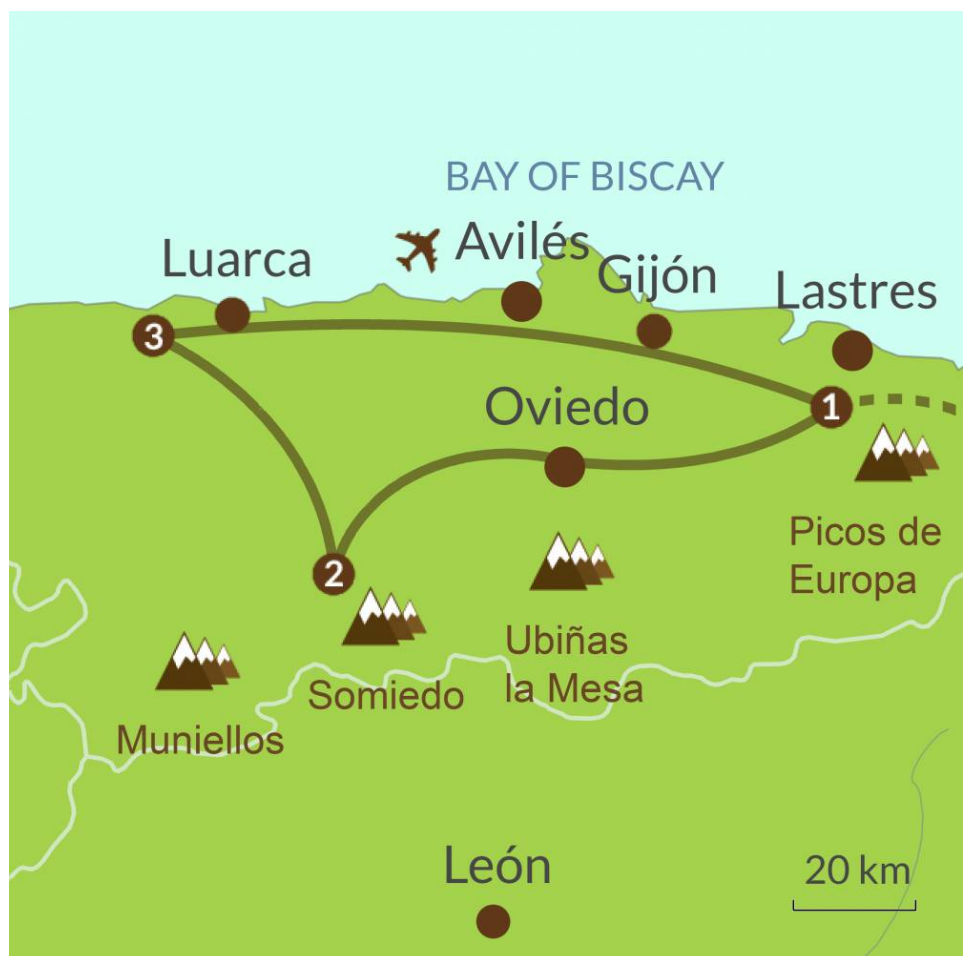 BAY OF BISCAY
Avilés
Luarca
Gijón
Lastres
3
1
Oviedo
Picos de
Europa
2
Ubiñas
la Mesa
Somiedo
Muniellos
León
20 km